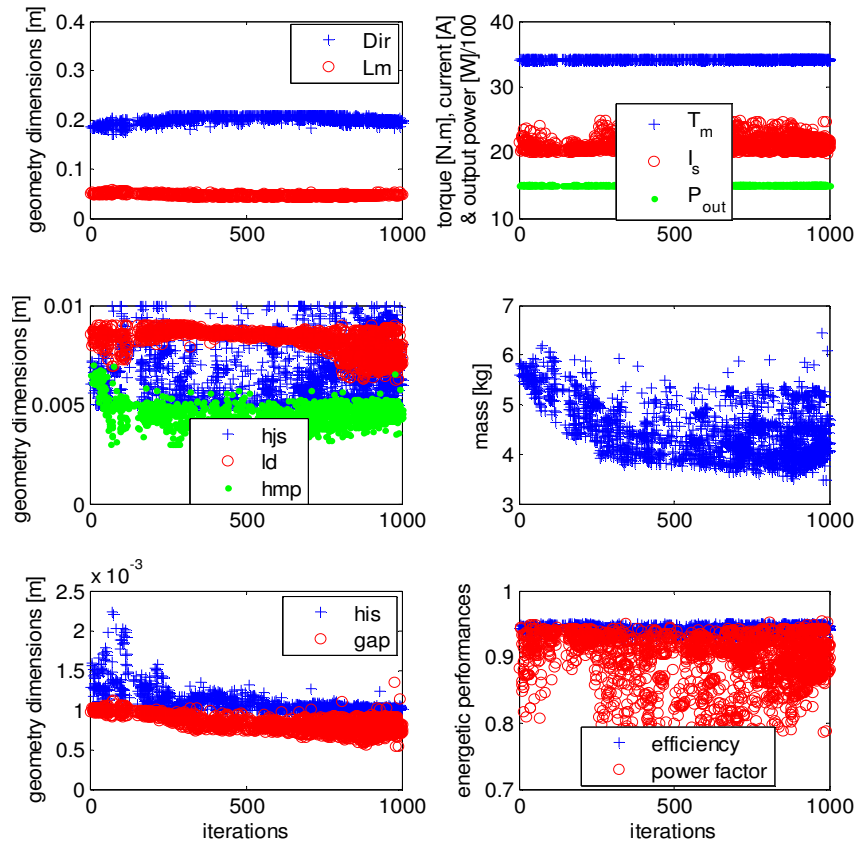 geometry dimensions [m]
0.4
0.3
0.2
0.1
0
Dir
Lm
0
500
1000
torque [N.m], current [A]
& output power [W]/100
40
30
20
10
T_m
I_s
P_out
0
500
1000
geometry dimensions [m]
0.01
0.005
0
hjs
ld
hmp
0
500
1000
mass [kg]
7
6
5
4
3
0
500
1000
geometry dimensions [m]
x 10^-3
2.5
2
1.5
1
0.5
0
his
gap
0
500
1000
iterations
energetic performances
1
0.9
0.8
0.7
efficiency
power factor
0
500
1000
iterations